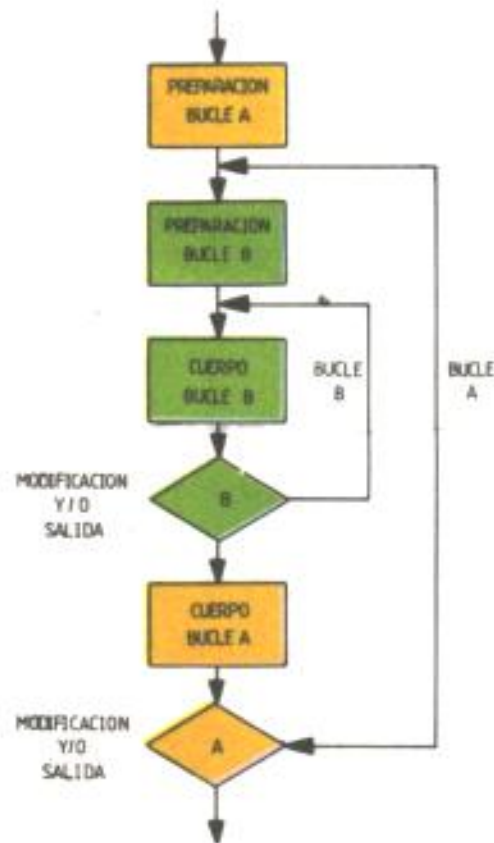 PREPARACION
BUCLE A
PREPARACION
BUCLE B
CUERPO
BUCLE B
BUCLE
B
BUCLE
A
MODIFICACION
Y/O
SALIDA
B
CUERPO
BUCLE A
MODIFICACION
Y/O
SALIDA
A